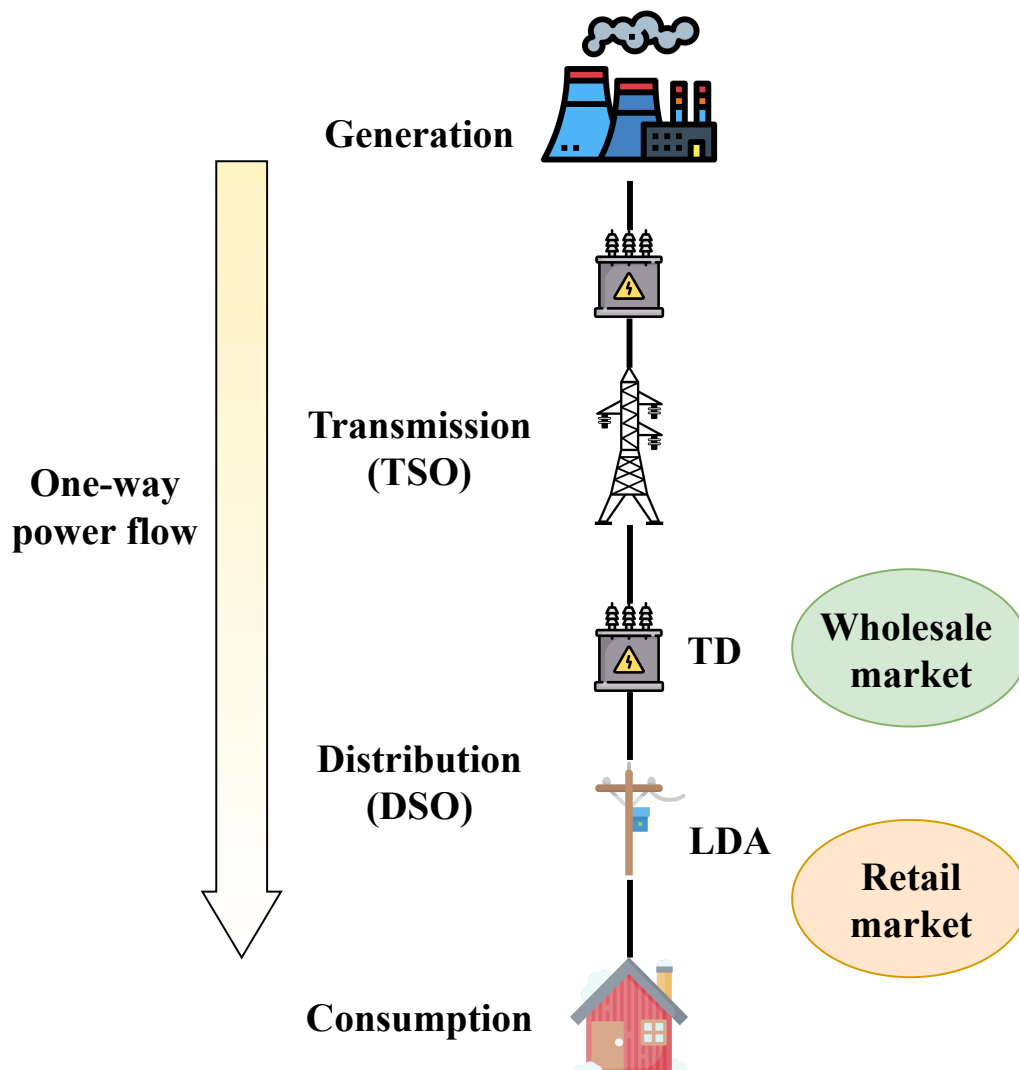 Generation
Transmission
(TSO)
One-way
power flow
TD
Wholesale
market
Distribution
(DSO)
LDA
Retail
market
Consumption